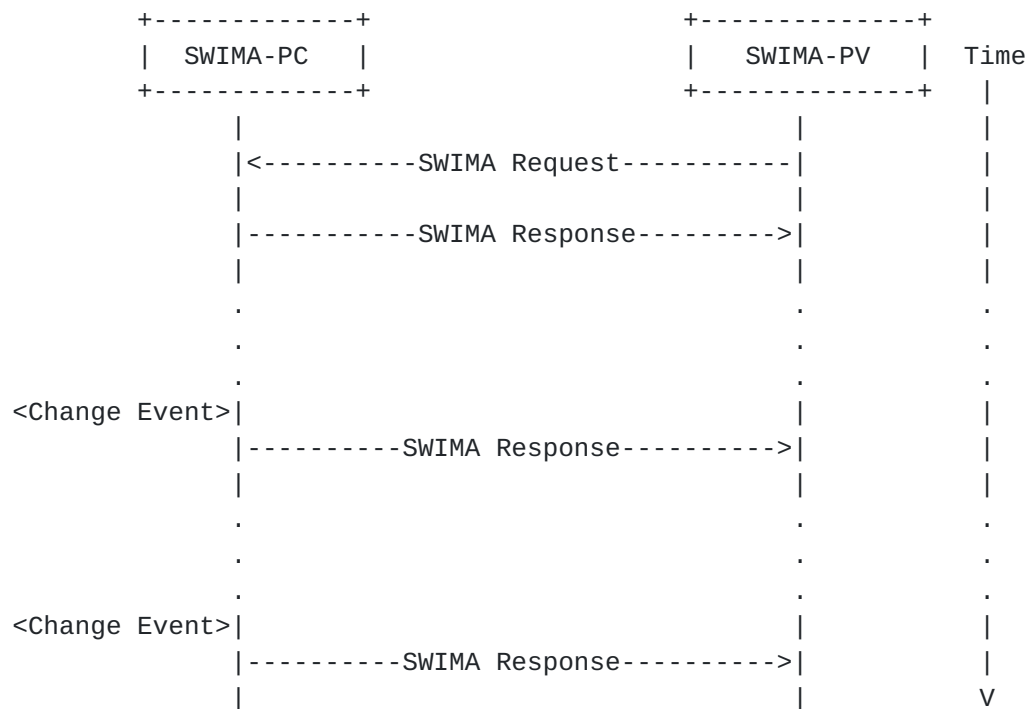 +-------------+                    +--------------+
|  SWIMA-PC   |                    |   SWIMA-PV   |  Time
+-------------+                    +--------------+   |
      |                                   |           |
      |<-----------SWIMA Request-----------|           |
      |                                   |           |
      |-----------SWIMA Response--------->|           |
      |                                   |           |
      .                                   .           .
      .                                   .           .
      .                                   .           .
<Change Event>|                                   |           |
      |----------SWIMA Response---------->|           |
      |                                   |           |
      .                                   .           .
      .                                   .           .
      .                                   .           .
<Change Event>|                                   |           |
      |----------SWIMA Response---------->|           |
      |                                   |           V